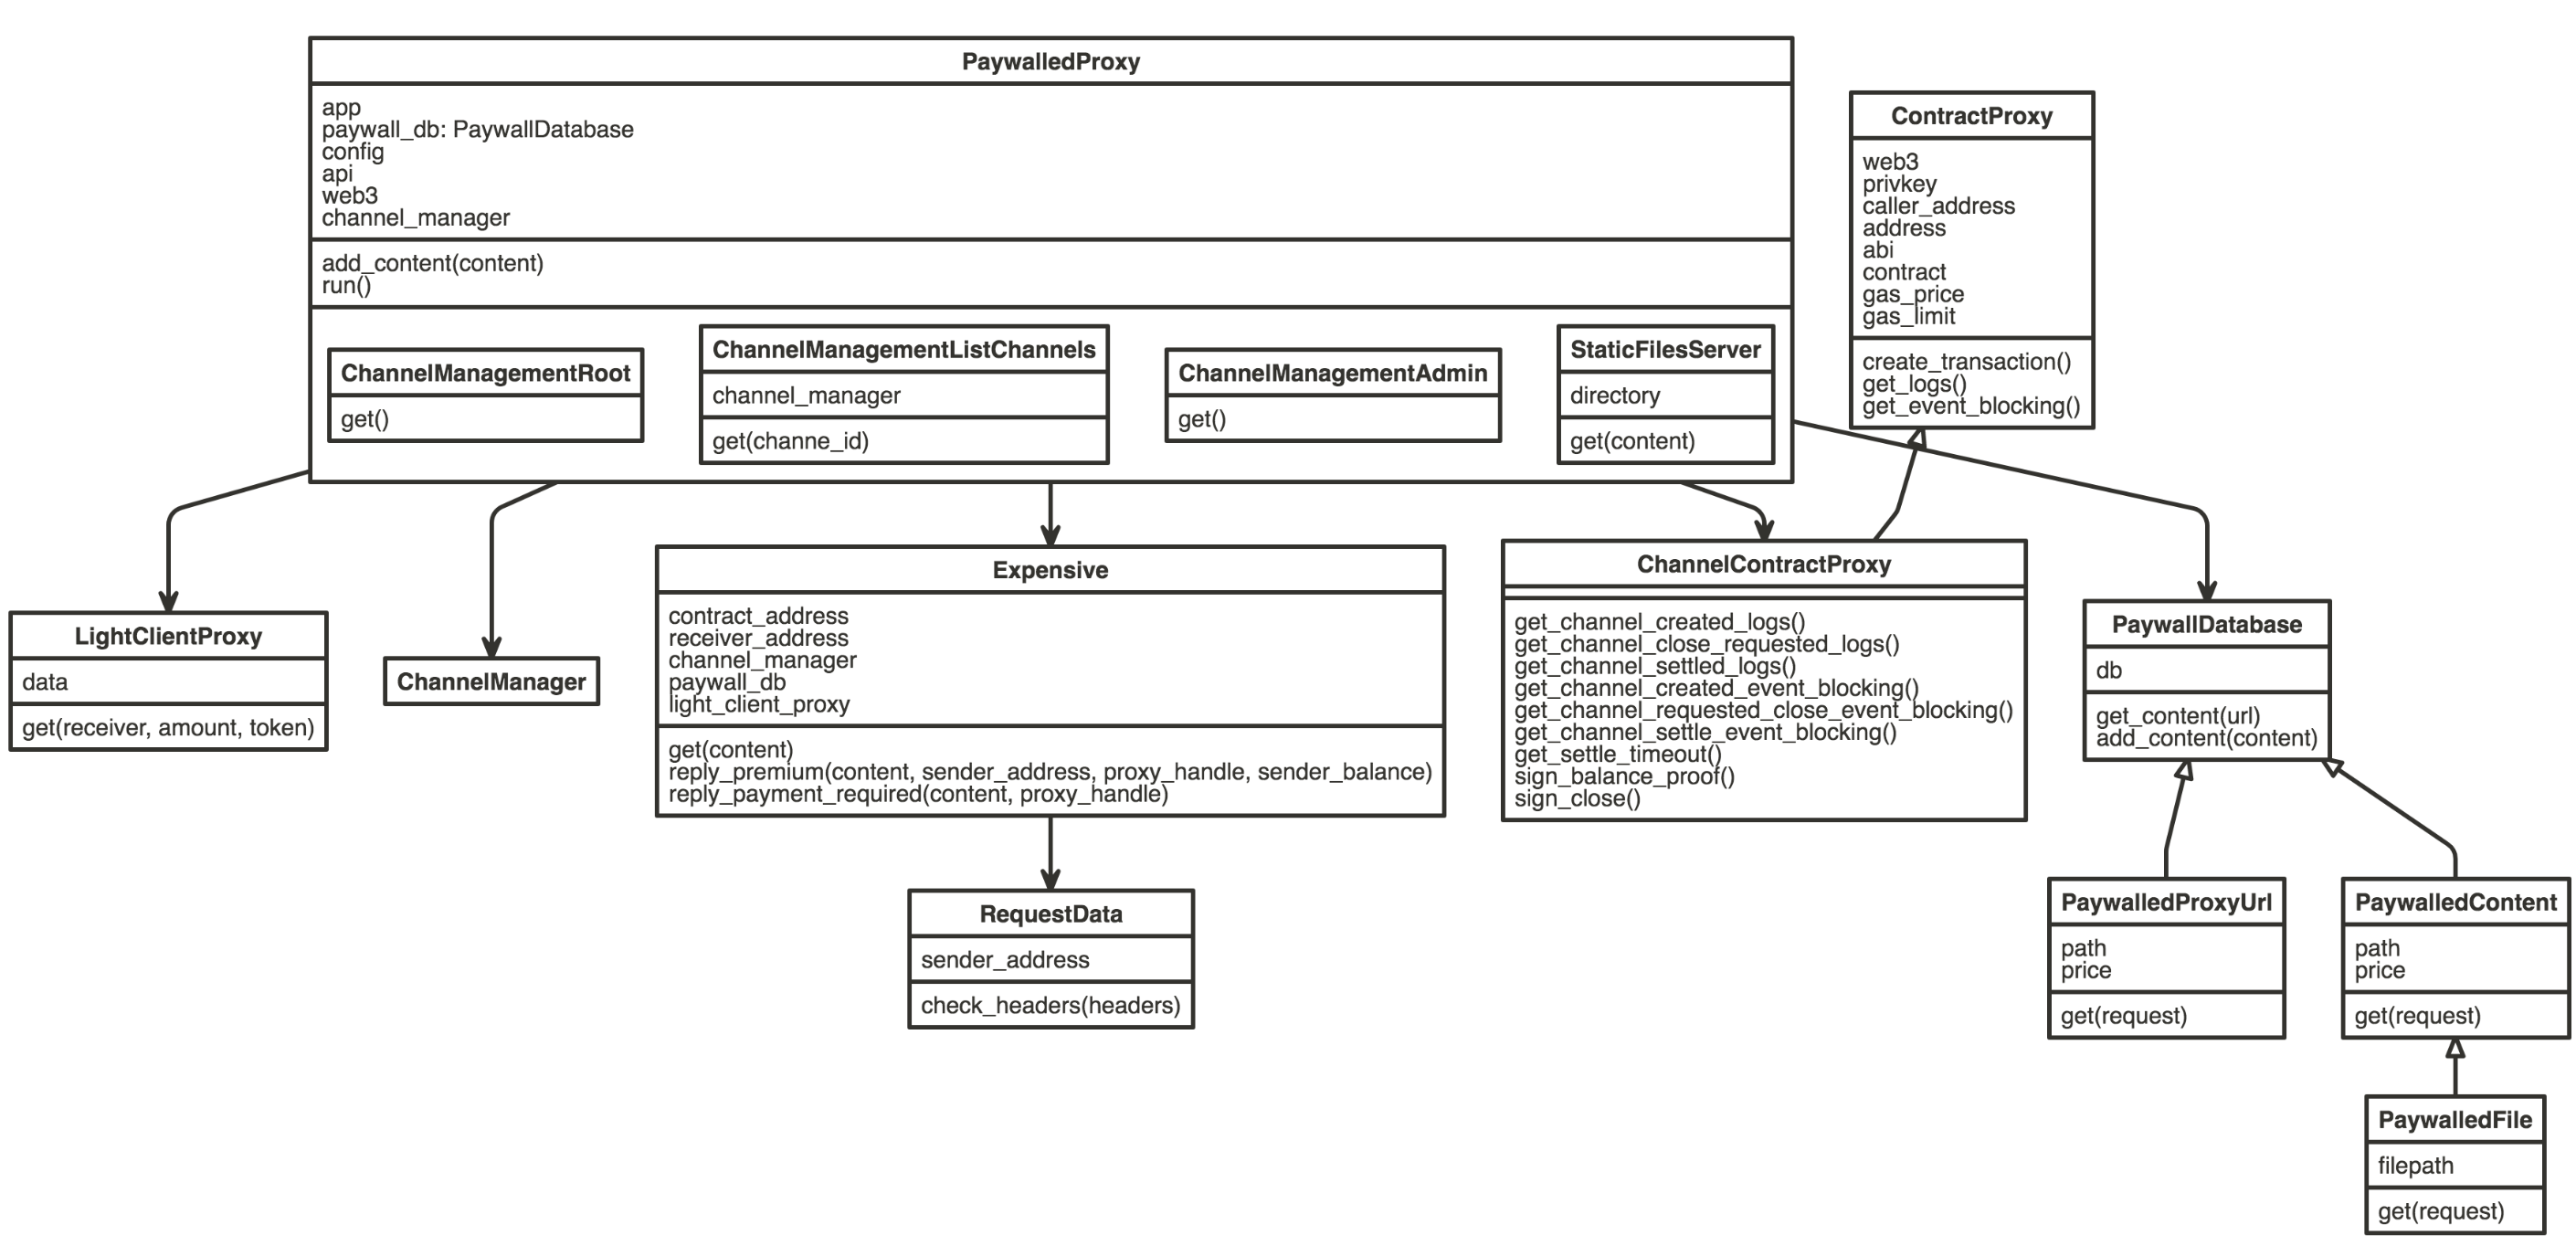 PaywalledProxy
app
paywall_db: PaywallDatabase
config
api
web3
channel_manager
add_content(content)
run()
ChannelManagementRoot
get()
ChannelManagementListChannels
channel_manager
get(channe_id)
ChannelManagementAdmin
get()
StaticFilesServer
directory
get(content)
ContractProxy
web3
privkey
caller_address
address
abi
contract
gas_price
gas_limit
create_transaction()
get_logs()
get_event_blocking()
LightClientProxy
data
get(receiver, amount, token)
ChannelManager
Expensive
contract_address
receiver_address
channel_manager
paywall_db
light_client_proxy
get(content)
reply_premium(content, sender_address, proxy_handle, sender_balance)
reply_payment_required(content, proxy_handle)
ChannelContractProxy
get_channel_created_logs()
get_channel_close_requested_logs()
get_channel_settled_logs()
get_channel_created_event_blocking()
get_channel_requested_close_event_blocking()
get_channel_settle_event_blocking()
get_settle_timeout()
sign_balance_proof()
sign_close()
PaywallDatabase
db
get_content(url)
add_content(content)
RequestData
sender_address
check_headers(headers)
PaywalledProxyUrl
path
price
get(request)
PaywalledContent
path
price
get(request)
PaywalledFile
filepath
get(request)